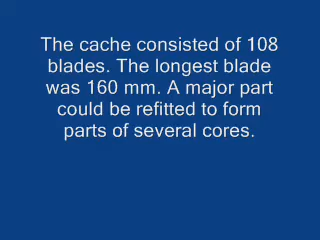 The cache consisted of 108
blades. The longest blade
was 160 mm. A major part
could be refitted to form
parts of several cores.